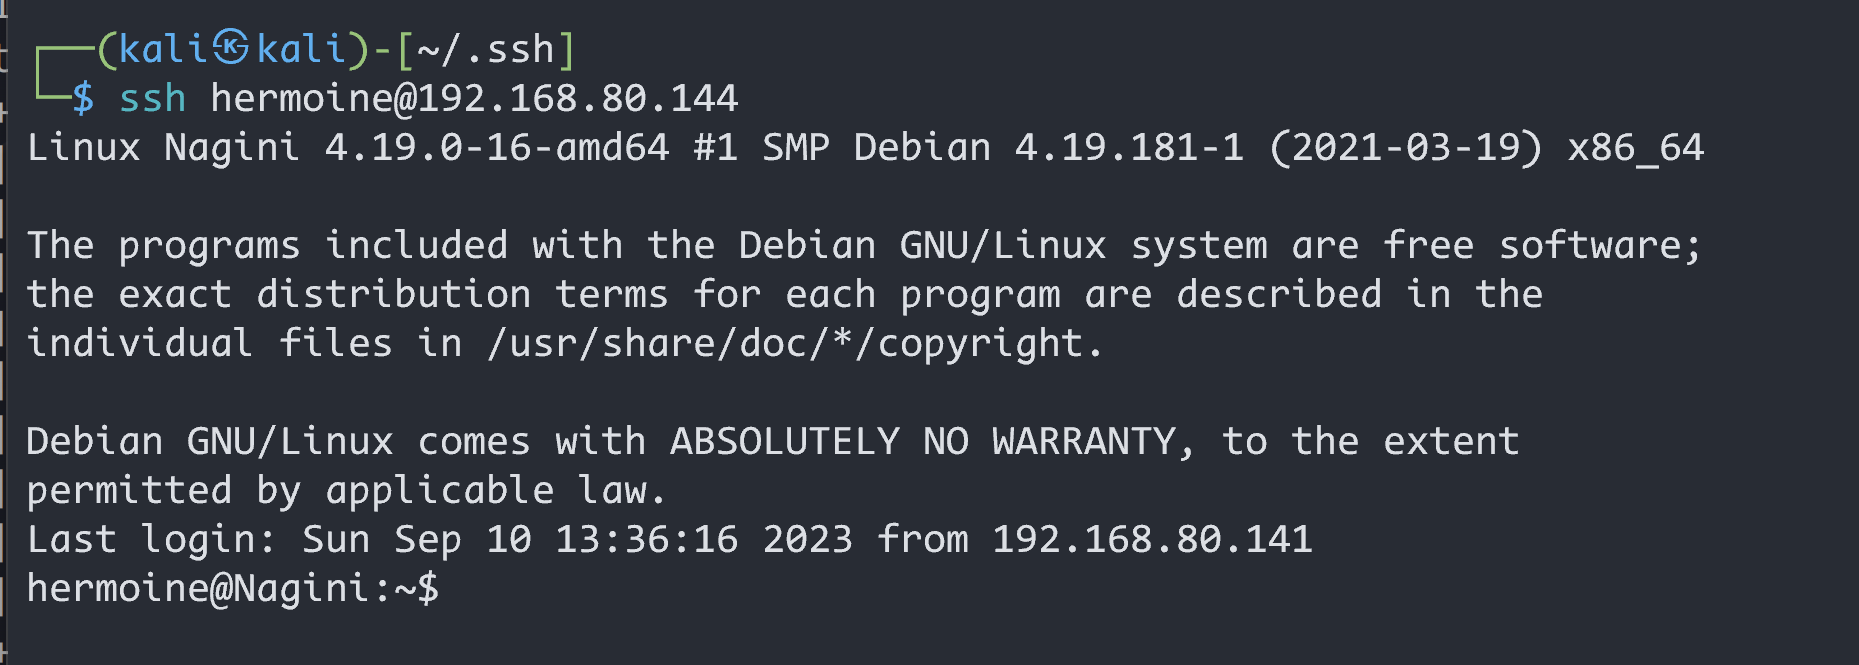 ┌──(kali㉿kali)-[~/.ssh]
└─$ ssh hermoine@192.168.80.144
Linux Nagini 4.19.0-16-amd64 #1 SMP Debian 4.19.181-1 (2021-03-19) x86_64
The programs included with the Debian GNU/Linux system are free software;
the exact distribution terms for each program are described in the
individual files in /usr/share/doc/*/copyright.
Debian GNU/Linux comes with ABSOLUTELY NO WARRANTY, to the extent
permitted by applicable law.
Last login: Sun Sep 10 13:36:16 2023 from 192.168.80.141
hermoine@Nagini:~$